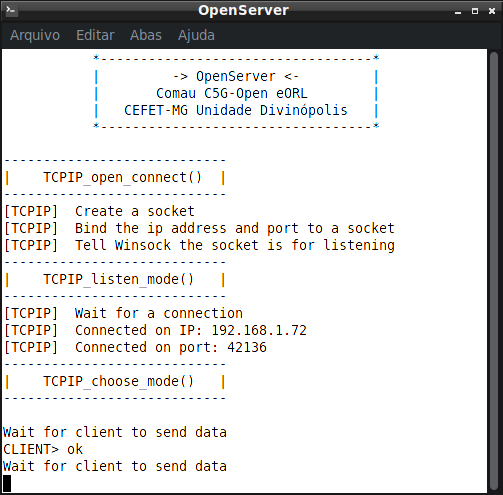 OpenServer
Arquivo Editar Abas Ajuda
*----------------------------------*
| -> OpenServer <- |
| Comau C5G-Open eORL |
| CEFET-MG Unidade Divinópolis |
*----------------------------------*
----------------------------
| TCPIP_open_connect() |
----------------------------
[TCPIP] Create a socket
[TCPIP] Bind the ip address and port to a socket
[TCPIP] Tell Winsock the socket is for listening
----------------------------
| TCPIP_listen_mode() |
----------------------------
[TCPIP] Wait for a connection
[TCPIP] Connected on IP: 192.168.1.72
[TCPIP] Connected on port: 42136
----------------------------
| TCPIP_choose_mode() |
----------------------------
Wait for client to send data
CLIENT> ok
Wait for client to send data